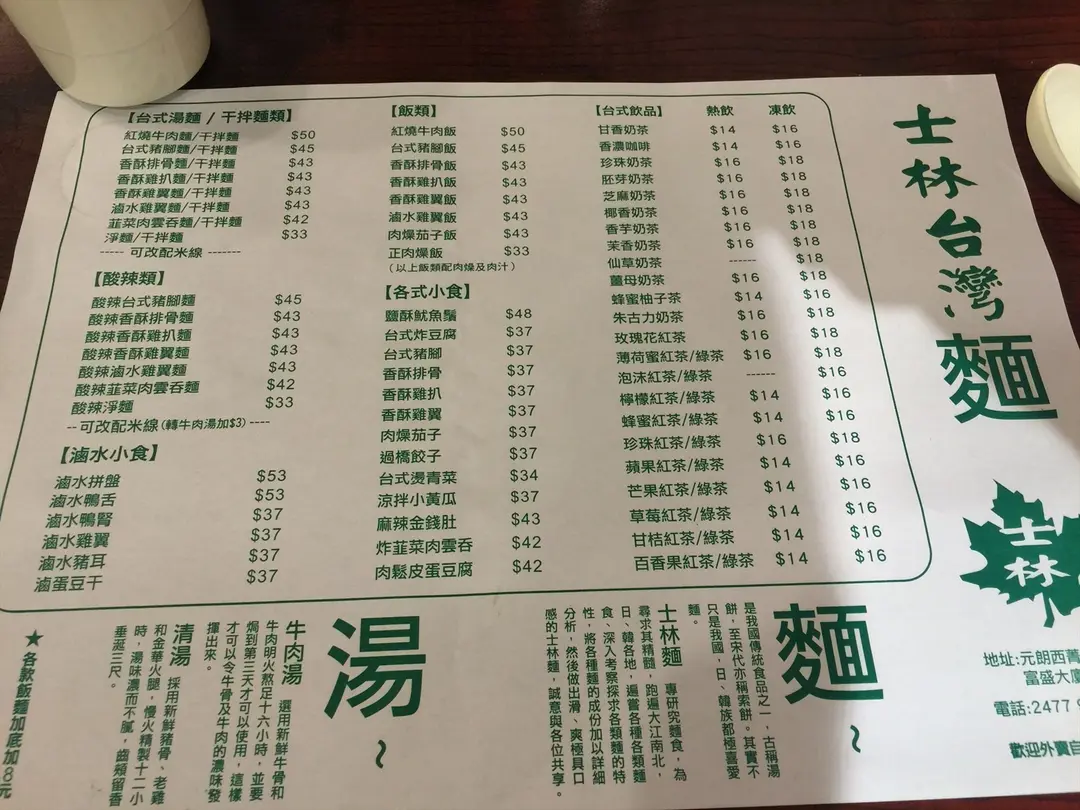 【台式湯麵 / 干拌麵類】
紅燒牛肉麵/干拌麵 $50
台式豬腳麵/干拌麵 $45
香酥排骨麵/干拌麵 $43
香酥雞扒麵/干拌麵 $43
香酥雞翼麵/干拌麵 $43
滷水雞翼麵/干拌麵 $43
韮菜肉雲吞麵/干拌麵 $42
淨麵/干拌麵 $33
----- 可改配米線 -------
【酸辣類】
酸辣台式豬腳麵 $45
酸辣香酥排骨麵 $43
酸辣香酥雞扒麵 $43
酸辣香酥雞翼麵 $43
酸辣滷水雞翼麵 $43
酸辣韮菜肉雲吞麵 $42
酸辣淨麵 $33
-- 可改配米線 (轉牛肉湯加$3) ----
【滷水小食】
滷水拼盤 $53
滷水鴨舌 $53
滷水鴨腎 $37
滷水雞翼 $37
滷水豬耳 $37
滷蛋豆干 $37
【飯類】
紅燒牛肉飯 $50
台式豬腳飯 $45
香酥排骨飯 $43
香酥雞扒飯 $43
香酥雞翼飯 $43
滷水雞翼飯 $43
肉燥茄子飯 $43
正肉燥飯 $33
(以上飯類配肉燥及肉汁)
【各式小食】
鹽酥魷魚鬚 $48
台式炸豆腐 $37
台式豬腳 $37
香酥排骨 $37
香酥雞扒 $37
香酥雞翼 $37
肉燥茄子 $37
過橋餃子 $37
台式燙青菜 $34
涼拌小黃瓜 $37
麻辣金錢肚 $43
炸韮菜肉雲吞 $42
肉鬆皮蛋豆腐 $42
【台式飲品】 熱飲 凍飲
甘香奶茶 $14 $16
香濃咖啡 $14 $16
珍珠奶茶 $16 $18
胚芽奶茶 $16 $18
芝麻奶茶 $16 $18
椰香奶茶 $16 $18
香芋奶茶 $16 $18
茉香奶茶 $16 $18
仙草奶茶 ------ $18
薑母奶茶 $16 $18
蜂蜜柚子茶 $14 $16
朱古力奶茶 $16 $18
玫瑰花紅茶 $16 $18
薄荷蜜紅茶/綠茶 $16 $18
泡沫紅茶/綠茶 ------ $16
檸檬紅茶/綠茶 $14 $16
蜂蜜紅茶/綠茶 $14 $16
珍珠紅茶/綠茶 $16 $18
蘋果紅茶/綠茶 $14 $16
芒果紅茶/綠茶 $14 $16
草莓紅茶/綠茶 $14 $16
甘桔紅茶/綠茶 $14 $16
百香果紅茶/綠茶 $14 $16
士林台灣麵
士林
地址:元朗西菁
富盛大廈
電話:2477
歡迎外賣自
麵~
是我國傳統食品之一，古稱湯
餅，至宋代亦稱索餅。其實不
只是我國，日、韓族都極喜愛
麵。
士林麵 專研究麵食，為
尋求其精髓，跑遍大江南北，
日、韓各地，遍嘗各種各類麵
食、深入考察探求各類麵的特
性，將各種麵的成份加以詳細
分析，然後做出滑、爽極具口
感的士林麵，誠意與各位共享。
湯~
牛肉湯 選用新鮮牛骨和
牛肉明火熬足十六小時，並要
焗到第三天才可以使用，這樣
才可以令牛骨及牛肉的濃味發
揮出來。
清湯 採用新鮮豬骨、老雞
和金華火腿，慢火精製十二小
時，湯味濃而不膩，齒頰留香
垂涎三尺。
★ 各款飯麵加底加8元